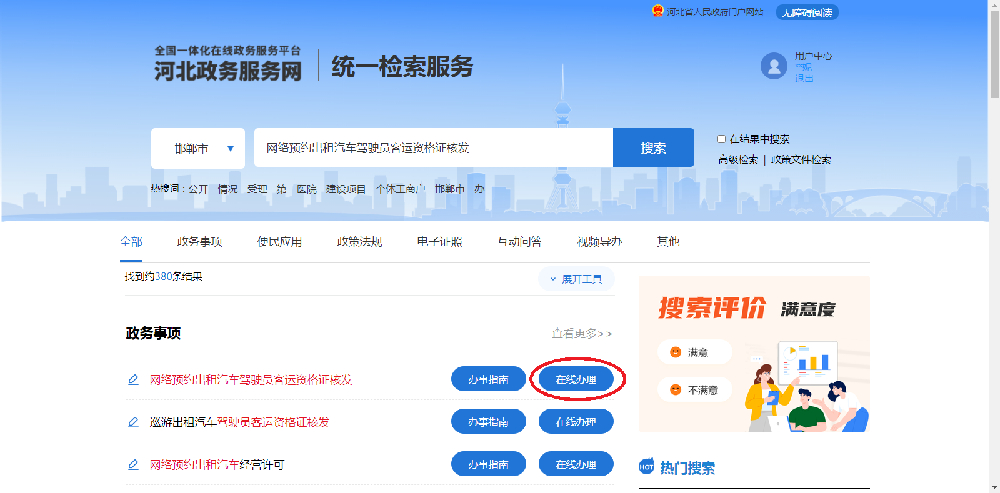 河北省人民政府门户网站 无障碍阅读
全国一体化在线政务服务平台
河北政务服务网 统一检索服务
用户中心
**妮
退出
邯郸市 ▼ 网络预约出租汽车驾驶员客运资格证核发 搜索
在结果中搜索
高级检索 | 政策文件检索
热搜词：公开 情况 受理 第二医院 建设项目 个体工商户 邯郸市 办
全部 政务事项 便民应用 政策法规 电子证照 互动问答 视频导办 其他
找到约380条结果 展开工具
政务事项 查看更多>>
网络预约出租汽车驾驶员客运资格证核发 办事指南 在线办理
巡游出租汽车驾驶员客运资格证核发 办事指南 在线办理
网络预约出租汽车经营许可 办事指南 在线办理
搜索评价 满意度
满意
不满意
HOT 热门搜索